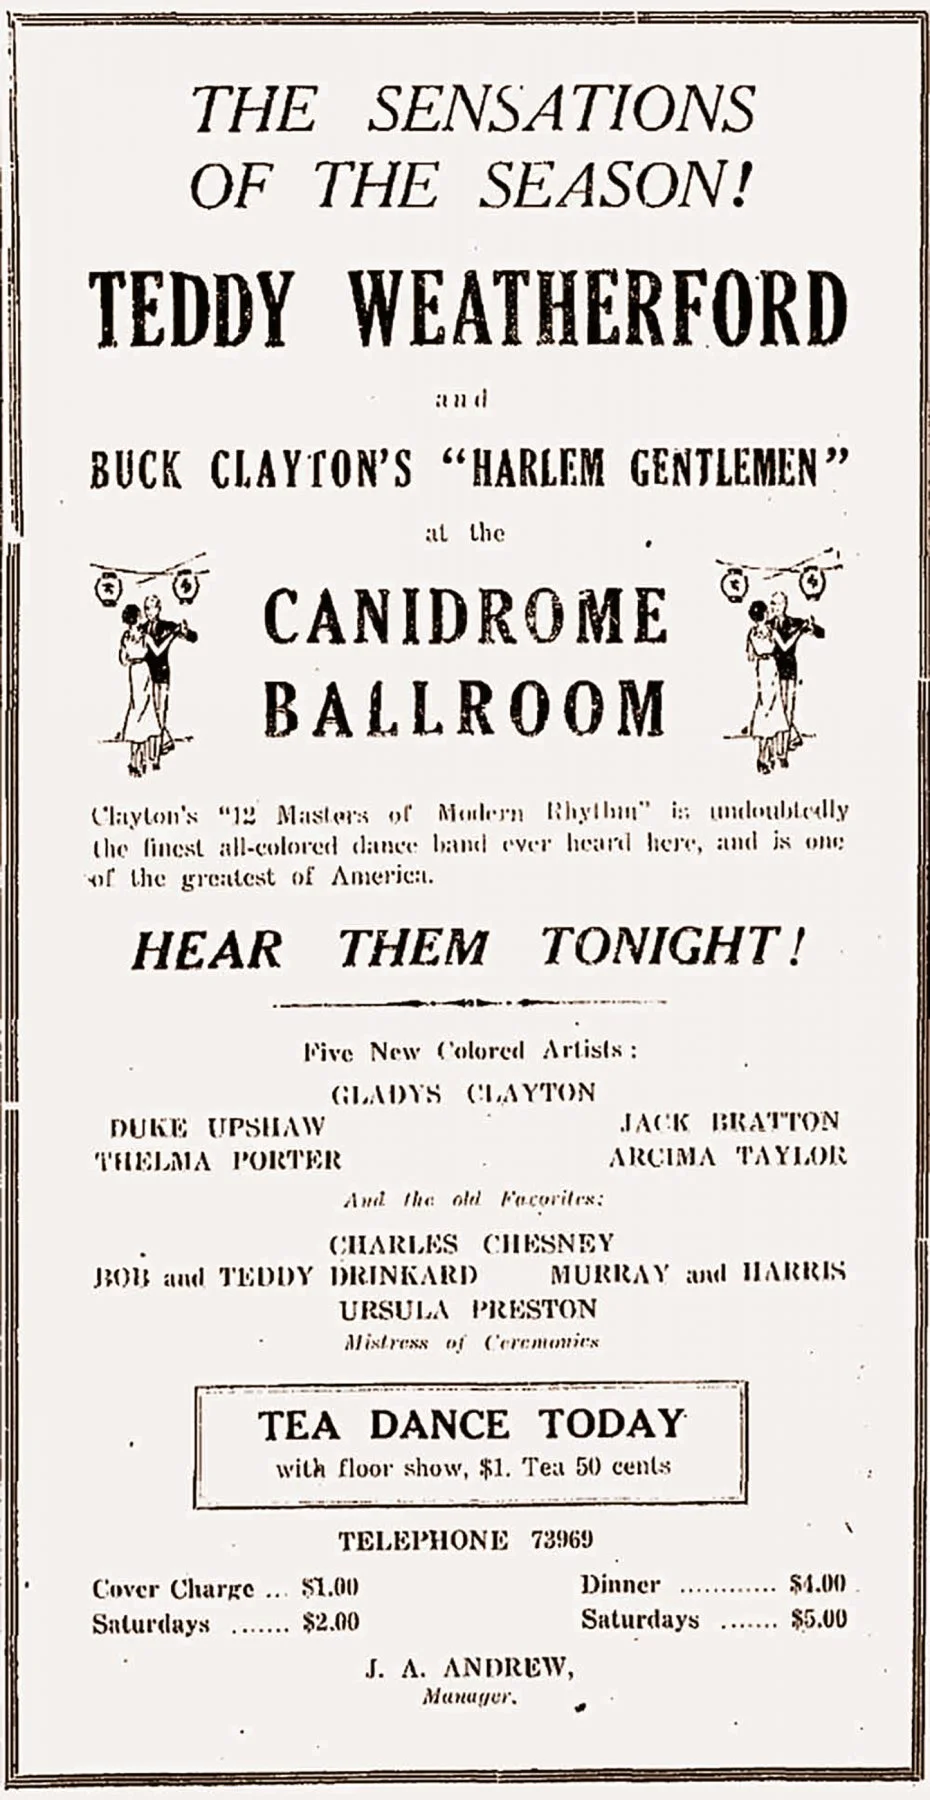 THE SENSATIONS
OF THE SEASON!
TEDDY WEATHERFORD
and
BUCK CLAYTON'S "HARLEM GENTLEMEN"
at the
CANIDROME
BALLROOM
Clayton's "12 Masters of Modern Rhythm" is undoubtedly
the finest all-colored dance band ever heard here, and is one
of the greatest of America.
HEAR THEM TONIGHT!
Five New Colored Artists:
GLADYS CLAYTON
DUKE UPSHAW JACK BRATTON
THELMA PORTER ARCIMA TAYLOR
And the old Favorites:
CHARLES CHESNEY
BOB and TEDDY DRINKARD MURRAY and HARRIS
URSULA PRESTON
Mistress of Ceremonies
TEA DANCE TODAY
with floor show, $1. Tea 50 cents
TELEPHONE 73969
Cover Charge ... $1.00 Dinner ............ $4.00
Saturdays ....... $2.00 Saturdays ....... $5.00
J. A. ANDREW,
Manager.